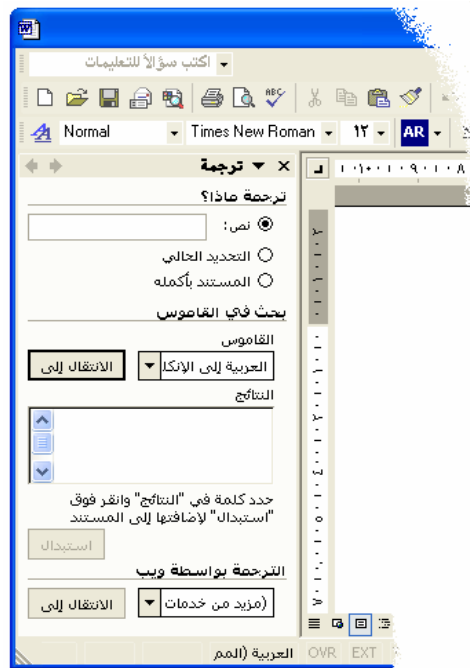 اكتب سؤالاً للتعليمات
Normal Times New Roman ١٢ AR
ترجمة
ترجمة ماذا؟
نص:
التحديد الحالي
المستند بأكمله
بحث في القاموس
القاموس
العربية إلى الإنكا الانتقال إلى
النتائج
حدد كلمة في "النتائج" وانقر فوق
"استبدال" لإضافتها إلى المستند
استبدال
الترجمة بواسطة ويب
(مزيد من خدمات الانتقال إلى
العربية (المم OVR EXT